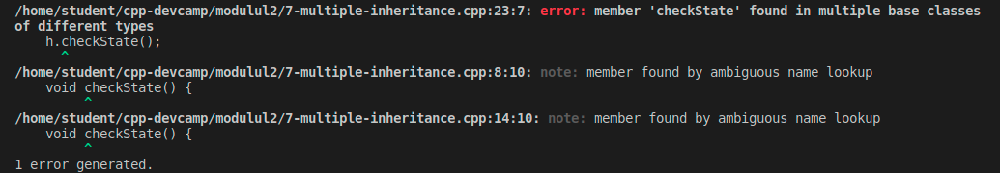 /home/student/cpp-devcamp/modulul2/7-multiple-inheritance.cpp:23:7: error: member 'checkState' found in multiple base classes
of different types
    h.checkState();
      ^
/home/student/cpp-devcamp/modulul2/7-multiple-inheritance.cpp:8:10: note: member found by ambiguous name lookup
    void checkState() {
         ^
/home/student/cpp-devcamp/modulul2/7-multiple-inheritance.cpp:14:10: note: member found by ambiguous name lookup
    void checkState() {
         ^
1 error generated.